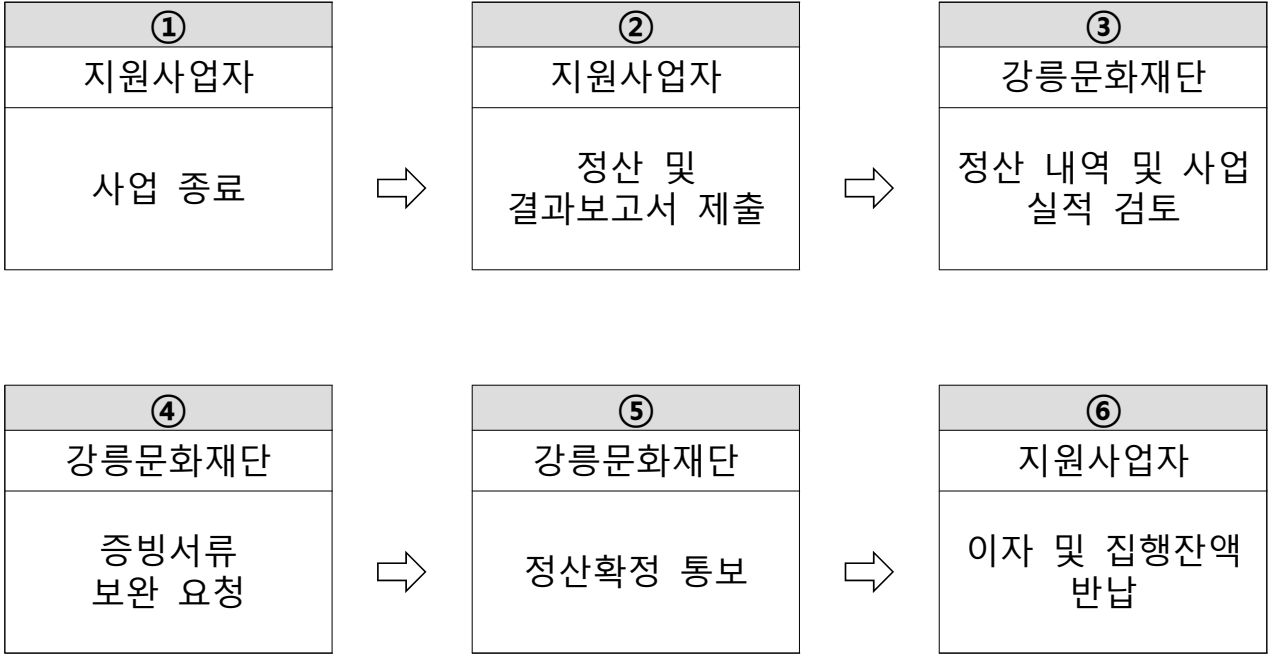 ①
지원사업자
사업 종료
②
지원사업자
정산 및
결과보고서 제출
③
강릉문화재단
정산 내역 및 사업
실적 검토
④
강릉문화재단
증빙서류
보완 요청
⑤
강릉문화재단
정산확정 통보
⑥
지원사업자
이자 및 집행잔액
반납